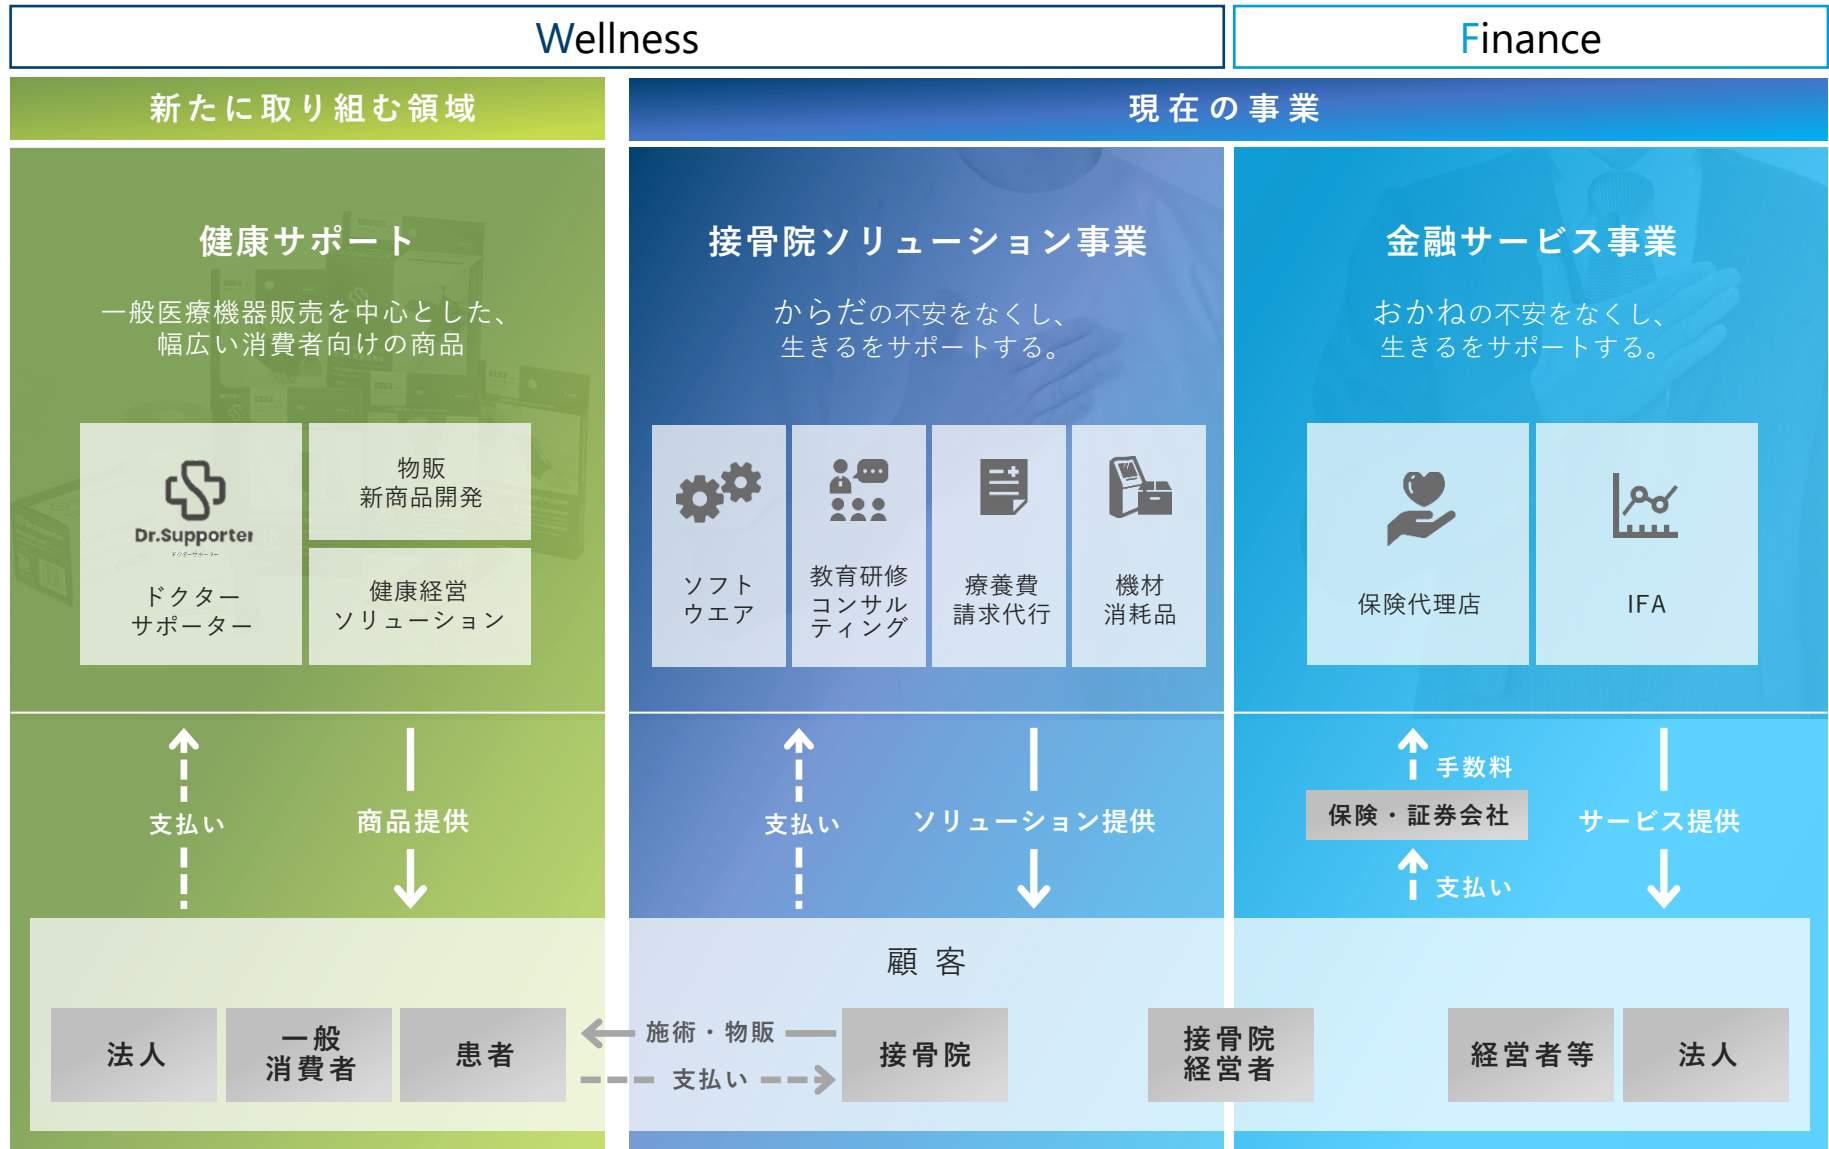 Wellness
Finance
新たに取り組む領域
現在の事業
健康サポート
一般医療機器販売を中心とした、
幅広い消費者向けの商品
Dr.Supporter
ドクターサポーター
ドクター
サポーター
物販
新商品開発
健康経営
ソリューション
接骨院ソリューション事業
からだの不安をなくし、
生きるをサポートする。
ソフト
ウエア
教育研修
コンサル
ティング
療養費
請求代行
機材
消耗品
金融サービス事業
おかねの不安をなくし、
生きるをサポートする。
保険代理店
IFA
支払い
商品提供
支払い
ソリューション提供
手数料
保険・証券会社
支払い
サービス提供
顧客
法人
一般
消費者
患者
施術・物販
支払い
接骨院
接骨院
経営者
経営者等
法人